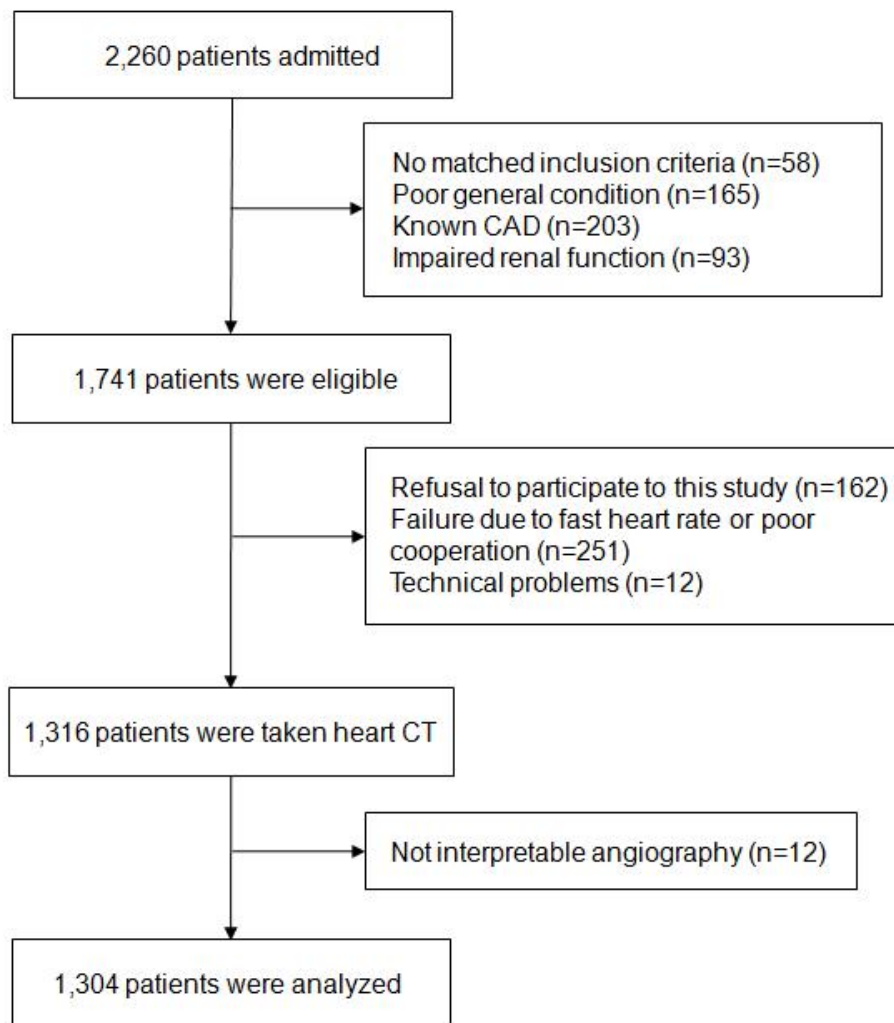 2,260 patients admitted
No matched inclusion criteria (n=58)
Poor general condition (n=165)
Known CAD (n=203)
Impaired renal function (n=93)
1,741 patients were eligible
Refusal to participate to this study (n=162)
Failure due to fast heart rate or poor
cooperation (n=251)
Technical problems (n=12)
1,316 patients were taken heart CT
Not interpretable angiography (n=12)
1,304 patients were analyzed